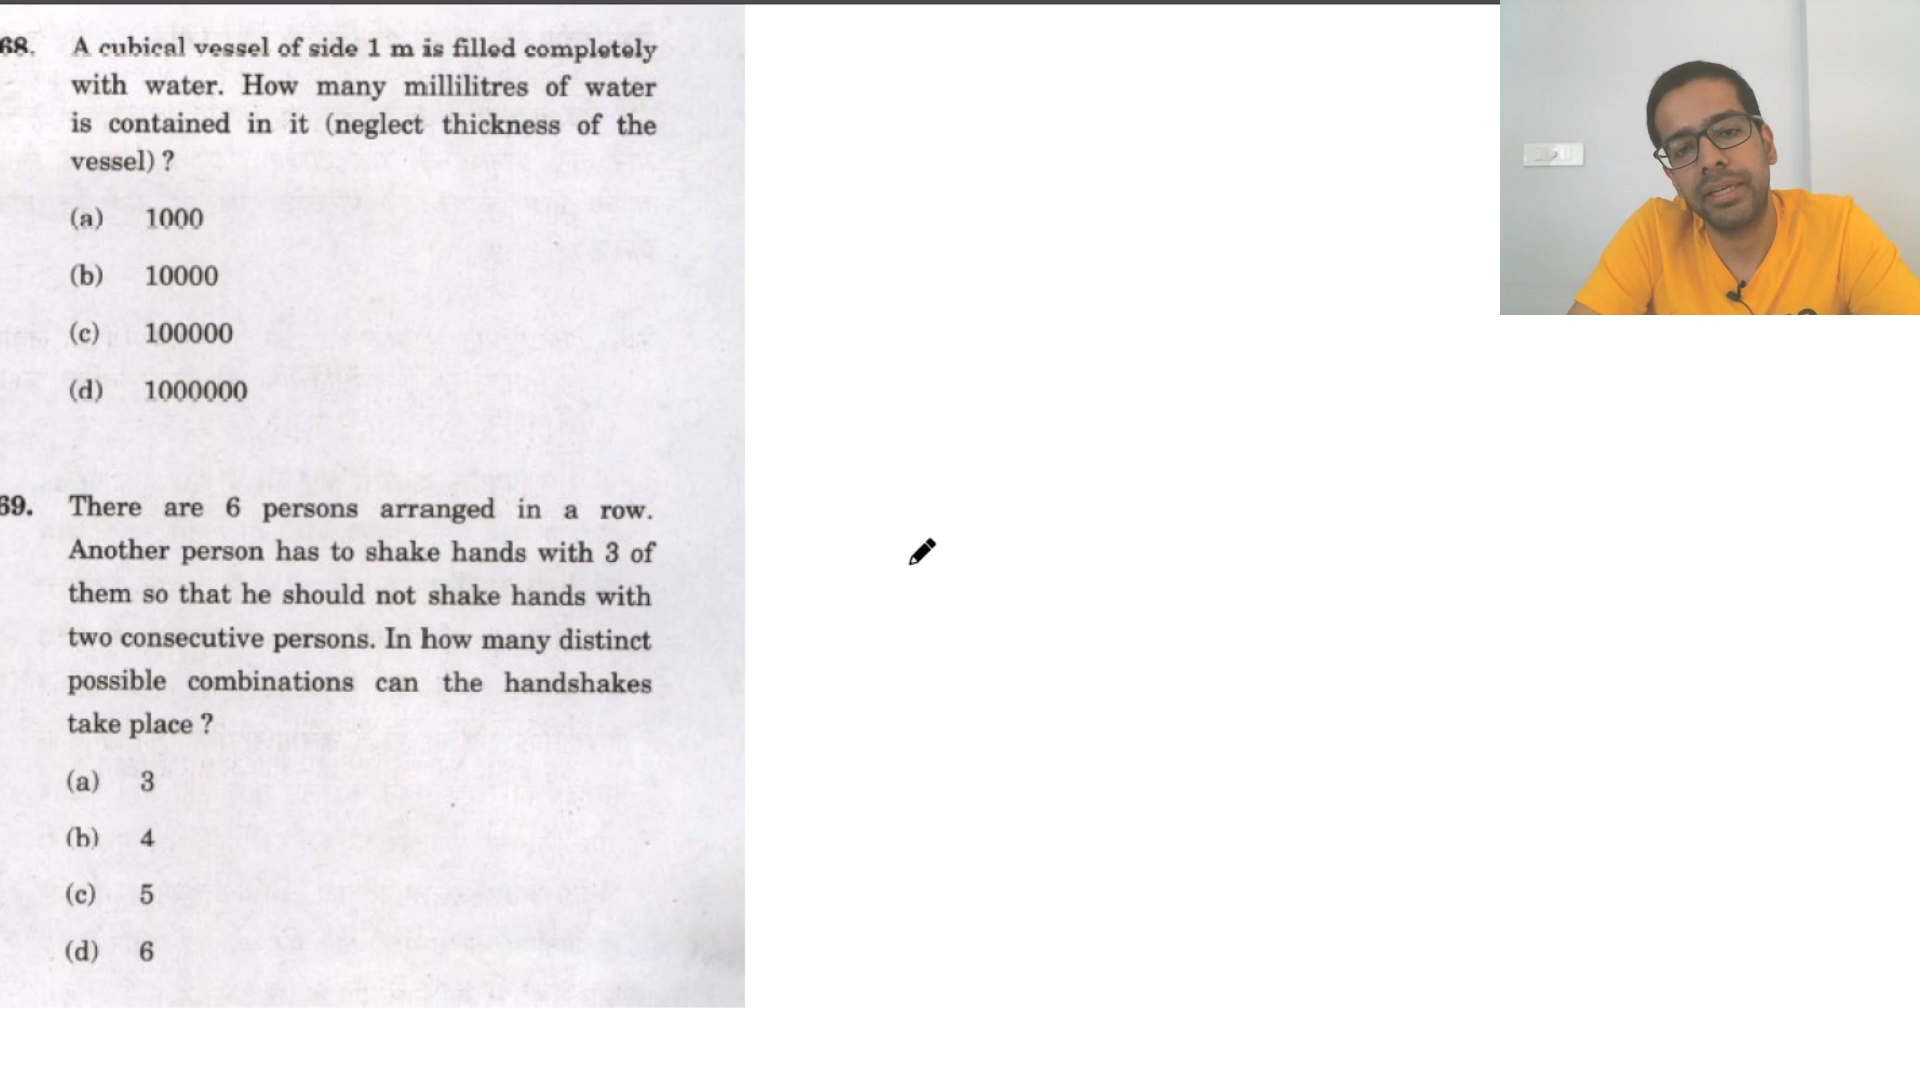 68. A cubical vessel of side 1 m is filled completely
with water. How many millilitres of water
is contained in it (neglect thickness of the
vessel) ?
(a) 1000
(b) 10000
(c) 100000
(d) 1000000
69. There are 6 persons arranged in a row.
Another person has to shake hands with 3 of
them so that he should not shake hands with
two consecutive persons. In how many distinct
possible combinations can the handshakes
take place ?
(a) 3
(b) 4
(c) 5
(d) 6